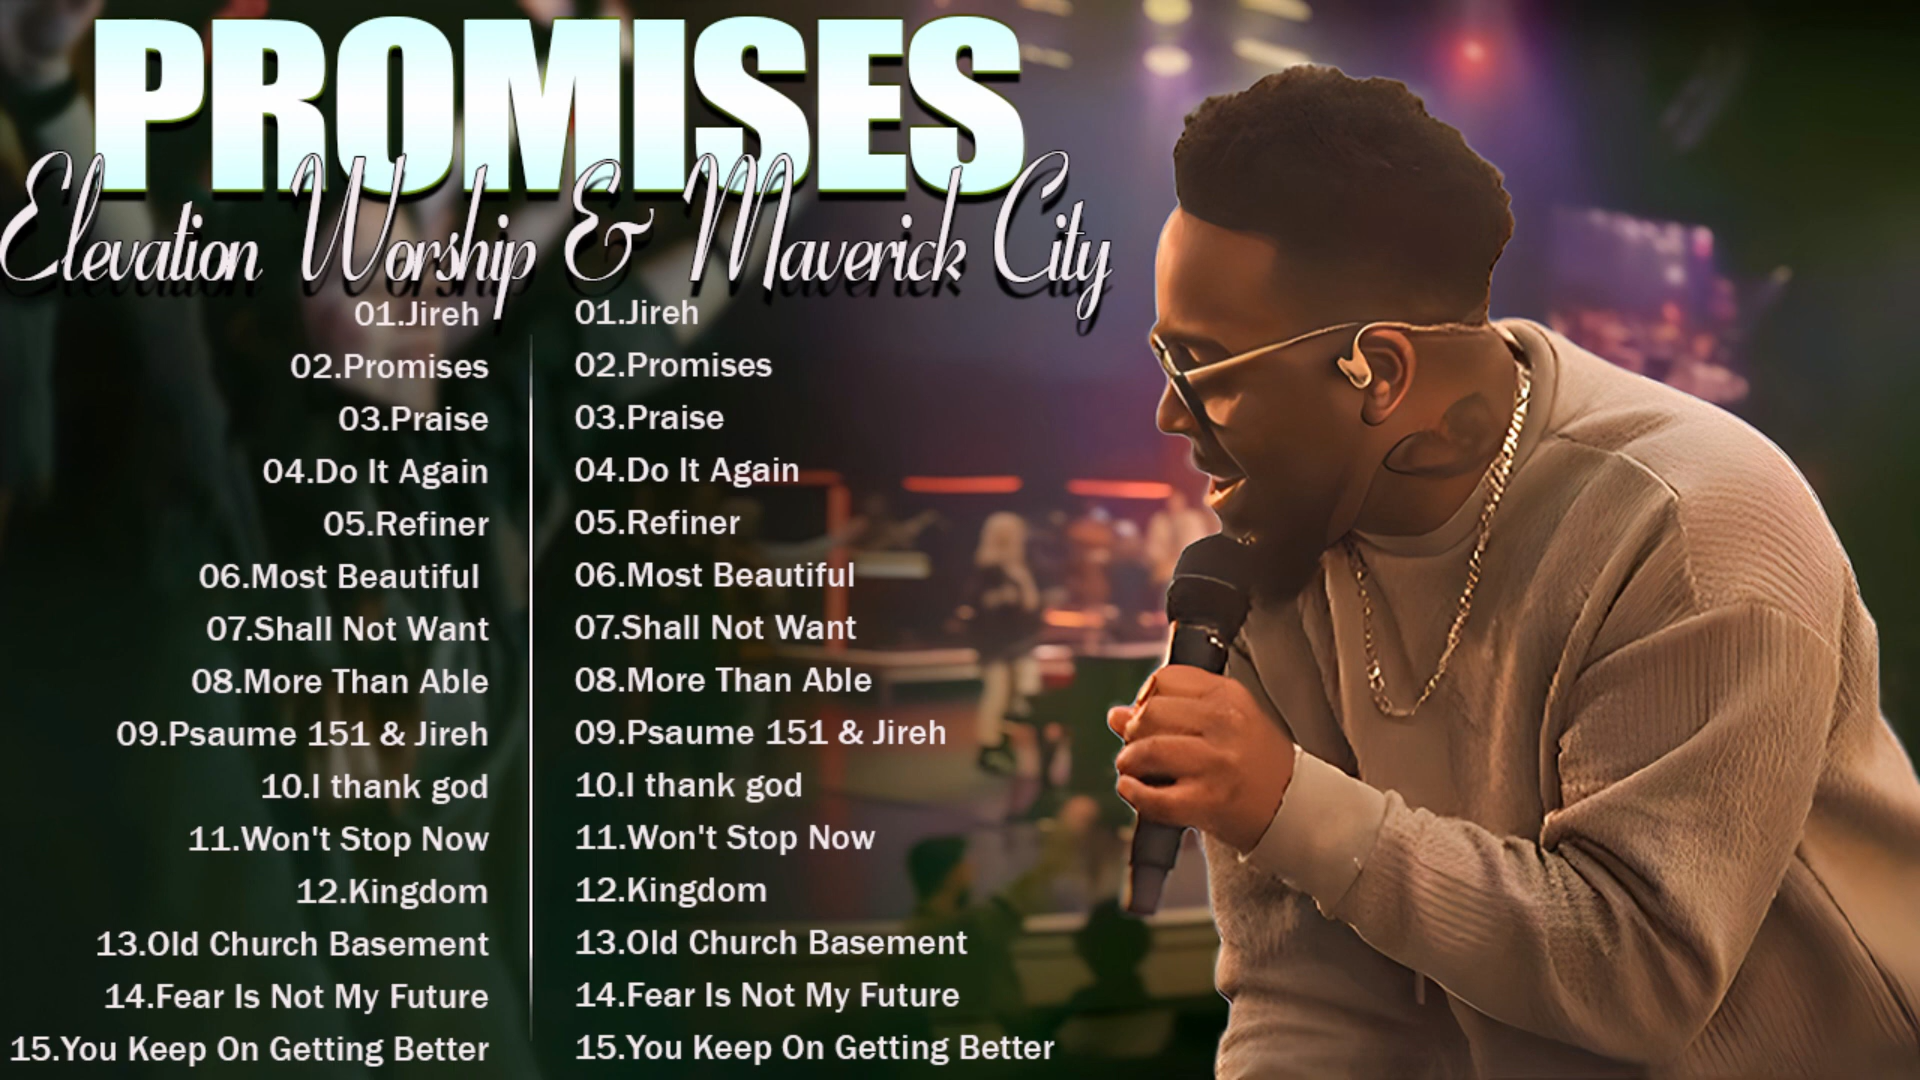 PROMISES
Elevation Worship & Maverick City
01.Jireh
02.Promises
03.Praise
04.Do It Again
05.Refiner
06.Most Beautiful
07.Shall Not Want
08.More Than Able
09.Psaume 151 & Jireh
10.I thank god
11.Won't Stop Now
12.Kingdom
13.Old Church Basement
14.Fear Is Not My Future
15.You Keep On Getting Better
01.Jireh
02.Promises
03.Praise
04.Do It Again
05.Refiner
06.Most Beautiful
07.Shall Not Want
08.More Than Able
09.Psaume 151 & Jireh
10.I thank god
11.Won't Stop Now
12.Kingdom
13.Old Church Basement
14.Fear Is Not My Future
15.You Keep On Getting Better